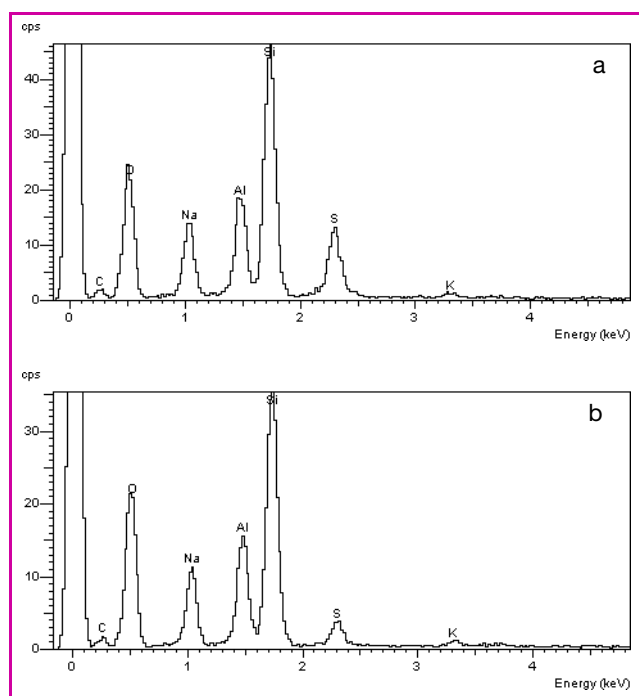 cps
a
Si
40
30
O
20
Al
Na
S
10
C
K
0
0 1 2 3 4
Energy (keV)
cps
b
Si
30
O
20
Al
Na
10
S
C
K
0
0 1 2 3 4
Energy (keV)